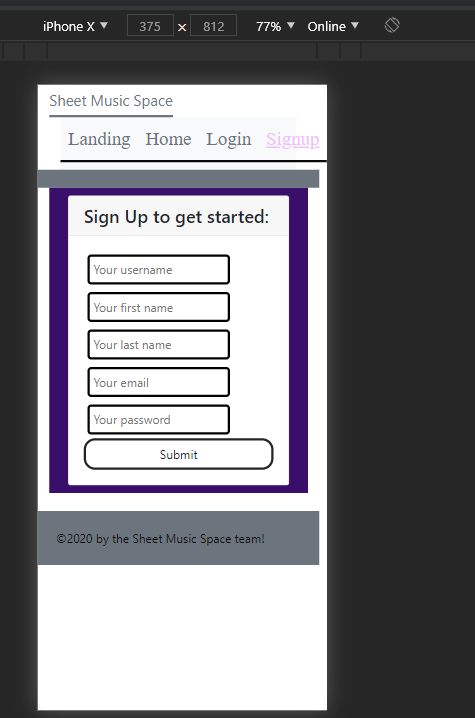 iPhone X 375 × 812 77% Online
Sheet Music Space
Landing Home Login Signup
Sign Up to get started:
Your username
Your first name
Your last name
Your email
Your password
Submit
©2020 by the Sheet Music Space team!